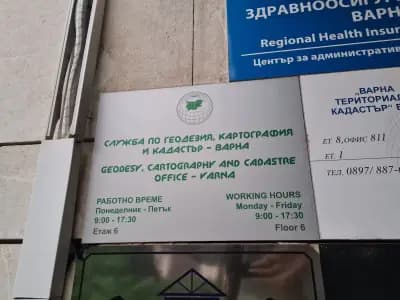 ЗДРАВНООСИГУ
ВАРН
Regional Health Insur
Център за административ
СЛУЖБА ПО ГЕОДЕЗИЯ, КАРТОГРАФИЯ
И КАДАСТЪР – ВАРНА
GEODESY, CARTOGRAPHY AND CADASTRE
OFFICE – VARNA
РАБОТНО ВРЕМЕ
Понеделник - Петък
9:00 - 17:30
Етаж 6
WORKING HOURS
Monday - Friday
9:00 - 17:30
Floor 6
„ВАРНА
ТЕРИТОРИАЛ
КАДАСТЪР” В
ЕТ 8, ОФИС 811
ЕТ 1
ТЕЛ. 0897/ 887-